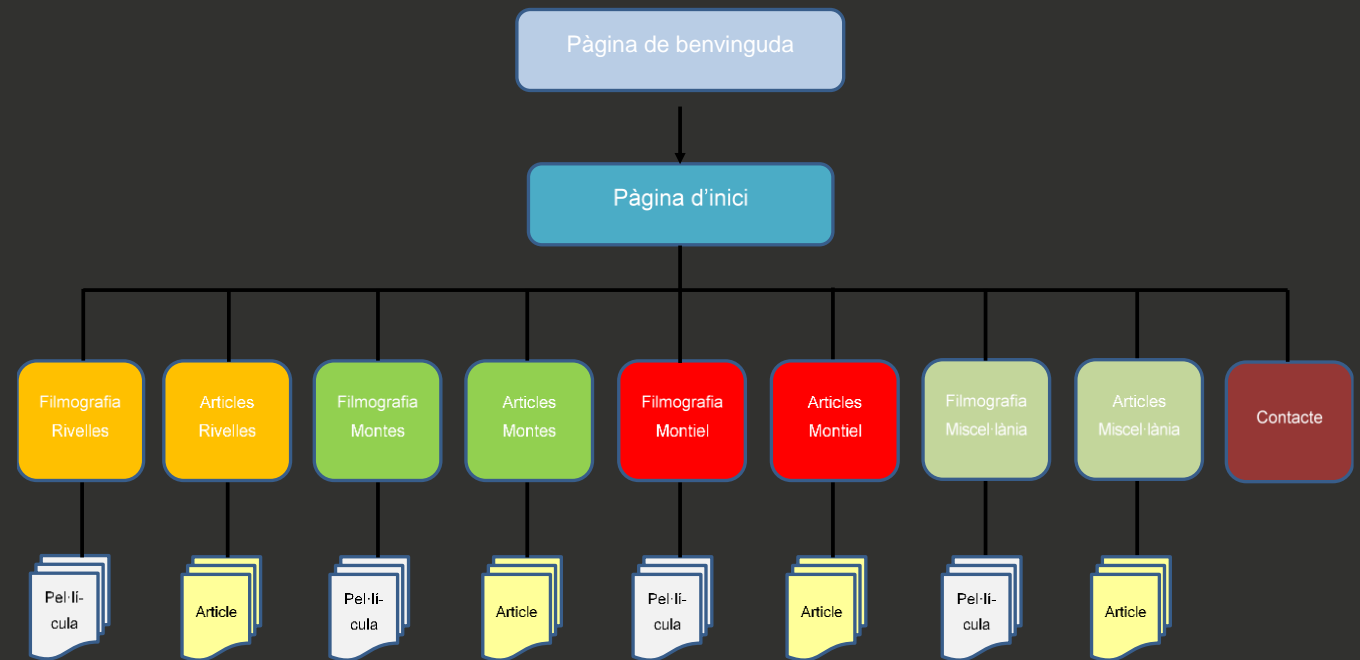 Pàgina de benvinguda
Pàgina d’inici
Filmografia
Rivelles
Articles
Rivelles
Filmografia
Montes
Articles
Montes
Filmografia
Montiel
Articles
Montiel
Filmografia
Miscel·lània
Articles
Miscel·lània
Contacte
Pel·lí-
cula
Article
Pel·lí-
cula
Article
Pel·lí-
cula
Article
Pel·lí-
cula
Article